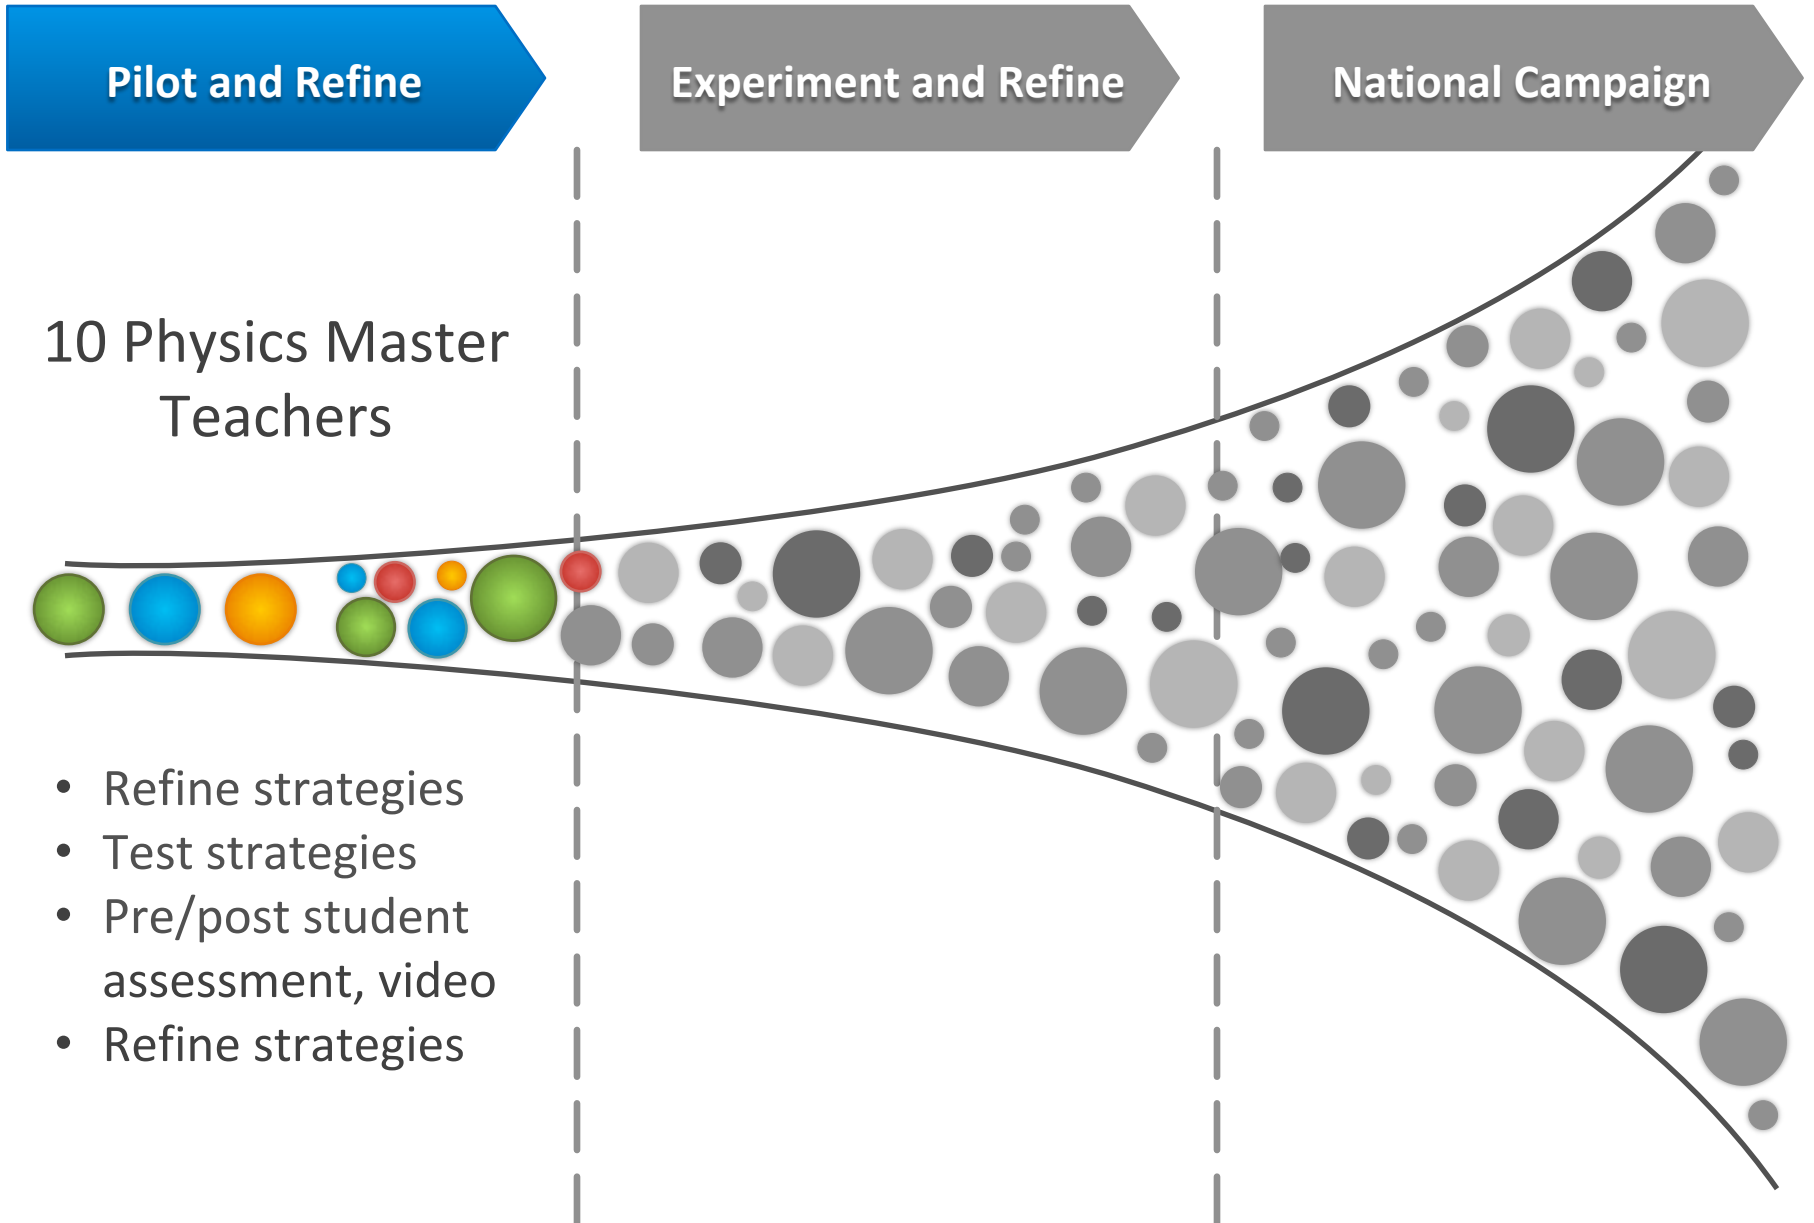 Pilot and Refine
Experiment and Refine
National Campaign
10 Physics Master
Teachers
• Refine strategies
• Test strategies
• Pre/post student
assessment, video
• Refine strategies